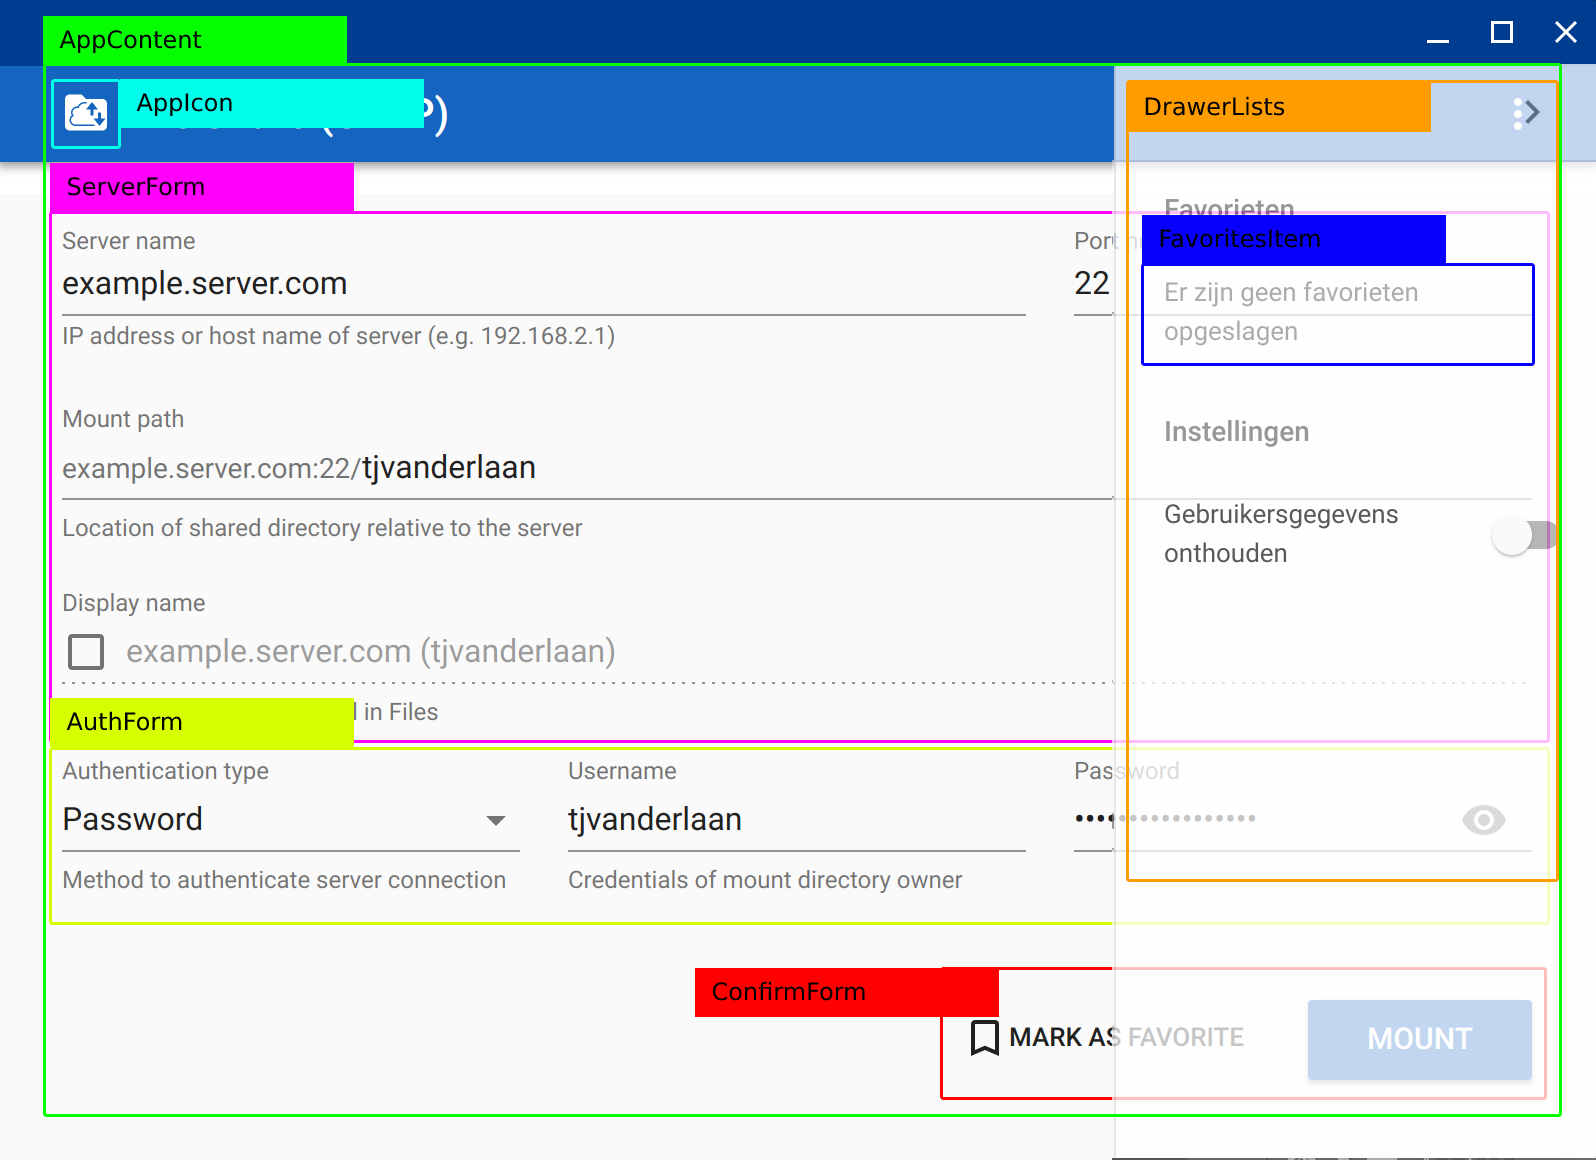 AppContent
AppIcon
DrawerLists
ServerForm
Favorieten
Server name
Port
FavoritesItem
example.server.com
22
Er zijn geen favorieten
opgeslagen
IP address or host name of server (e.g. 192.168.2.1)
Mount path
Instellingen
example.server.com:22/tjvanderlaan
Location of shared directory relative to the server
Gebruikersgegevens
onthouden
Display name
example.server.com (tjvanderlaan)
AuthForm
in Files
Authentication type
Username
Password
Password
tjvanderlaan
••••••••••••••••
Method to authenticate server connection
Credentials of mount directory owner
ConfirmForm
MARK AS FAVORITE
MOUNT